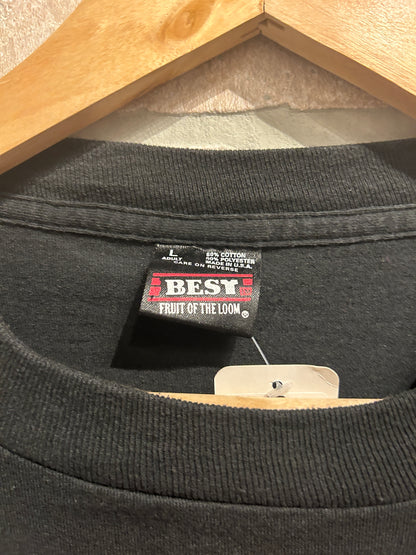 L
ADULT
50% COTTON
50% POLYESTER
MADE IN U.S.A.
CARE ON REVERSE
BEST
FRUIT OF THE LOOM®